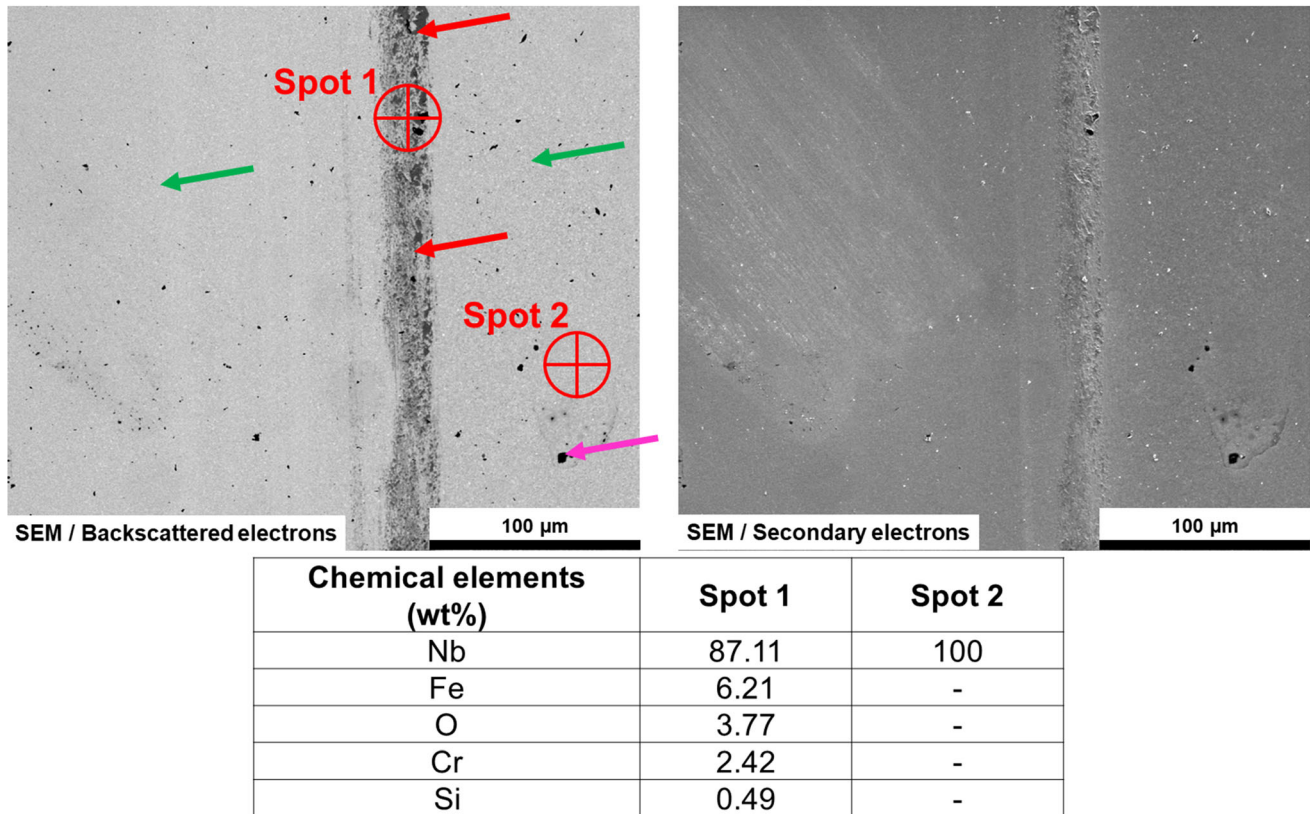 Spot 1
Spot 2
SEM / Backscattered electrons
100 µm
SEM / Secondary electrons
100 µm
Chemical elements
(wt%)
Spot 1
Spot 2
Nb 87.11 100
Fe 6.21 -
O 3.77 -
Cr 2.42 -
Si 0.49 -